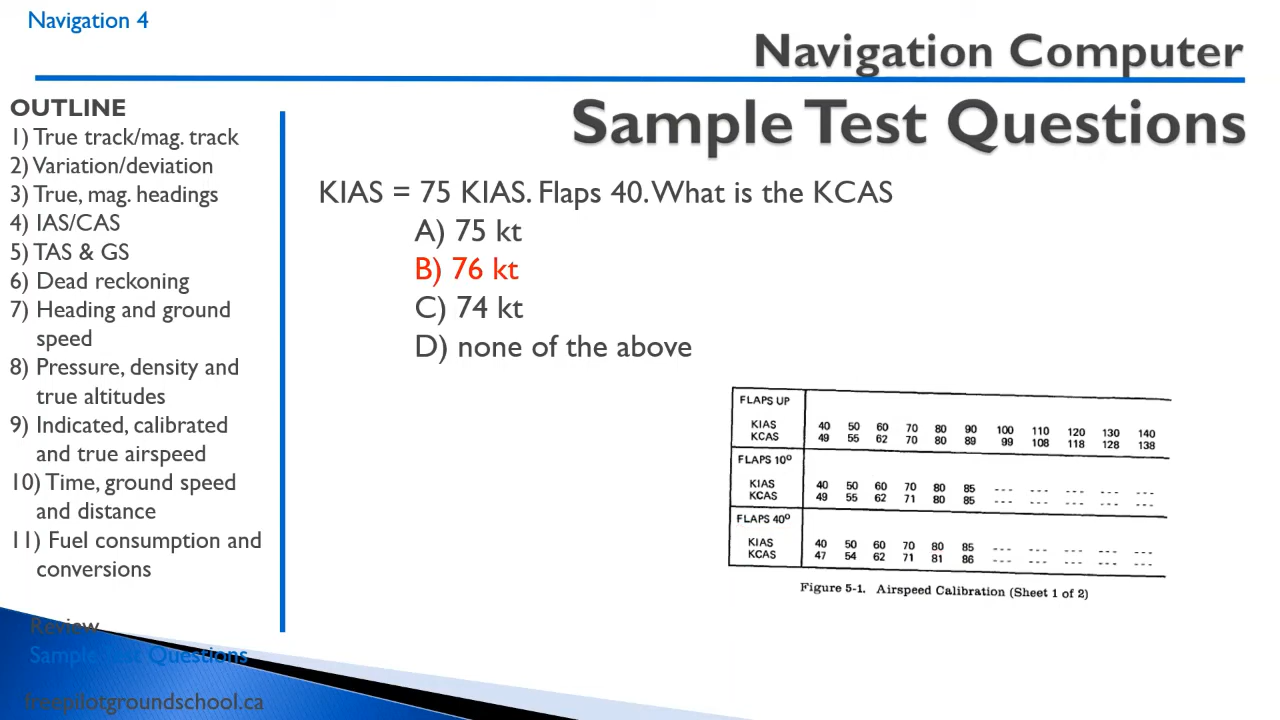 Navigation 4
Navigation Computer
Sample Test Questions
OUTLINE
1) True track/mag. track
2) Variation/deviation
3) True, mag. headings
4) IAS/CAS
5) TAS & GS
6) Dead reckoning
7) Heading and ground
speed
8) Pressure, density and
true altitudes
9) Indicated, calibrated
and true airspeed
10) Time, ground speed
and distance
11) Fuel consumption and
conversions
Review
Sample Test Questions
freepilotgroundschool.ca
KIAS = 75 KIAS. Flaps 40. What is the KCAS
A) 75 kt
B) 76 kt
C) 74 kt
D) none of the above
FLAPS UP
KIAS 40 50 60 70 80 90 100 110 120 130 140
KCAS 49 55 62 70 80 89 99 108 118 128 138
FLAPS 10º
KIAS 40 50 60 70 80 85 --- --- --- --- ---
KCAS 49 55 62 71 80 85 --- --- --- --- ---
FLAPS 40º
KIAS 40 50 60 70 80 85 --- --- --- --- ---
KCAS 47 54 62 71 81 86 --- --- --- --- ---
Figure 5-1. Airspeed Calibration (Sheet 1 of 2)